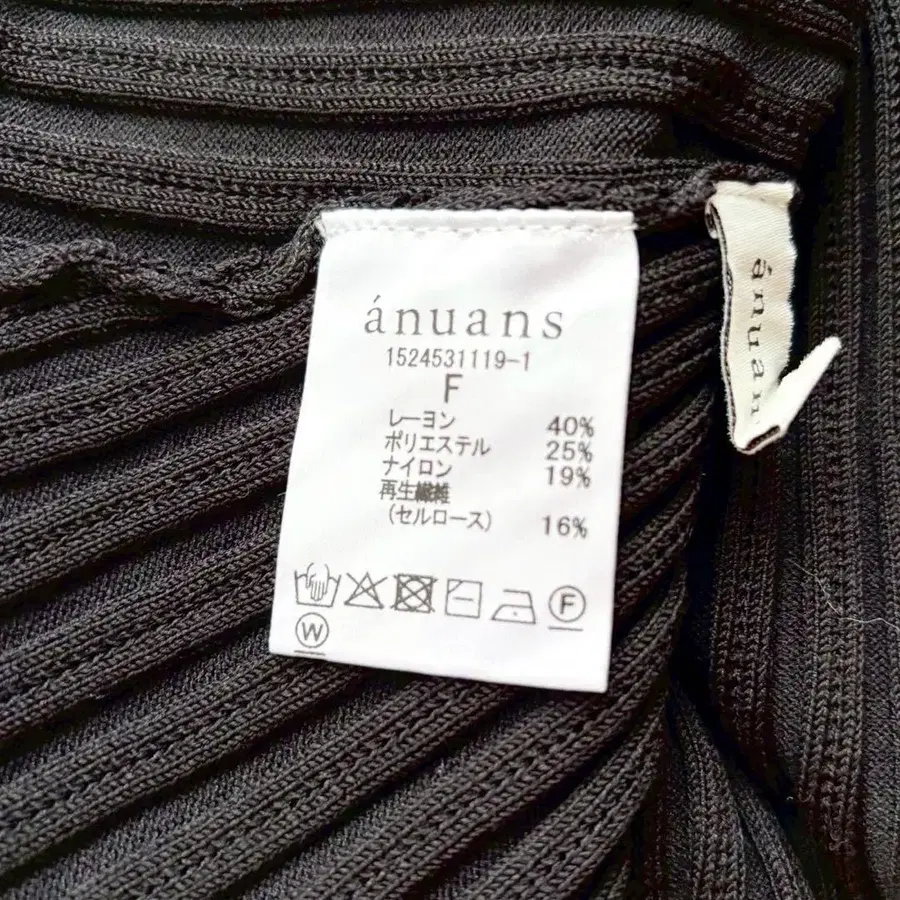 ánuans
1524531119-1
F
レーヨン 40%
ポリエステル 25%
ナイロン 19%
再生繊維
(セルロース) 16%
F
W
ánuan